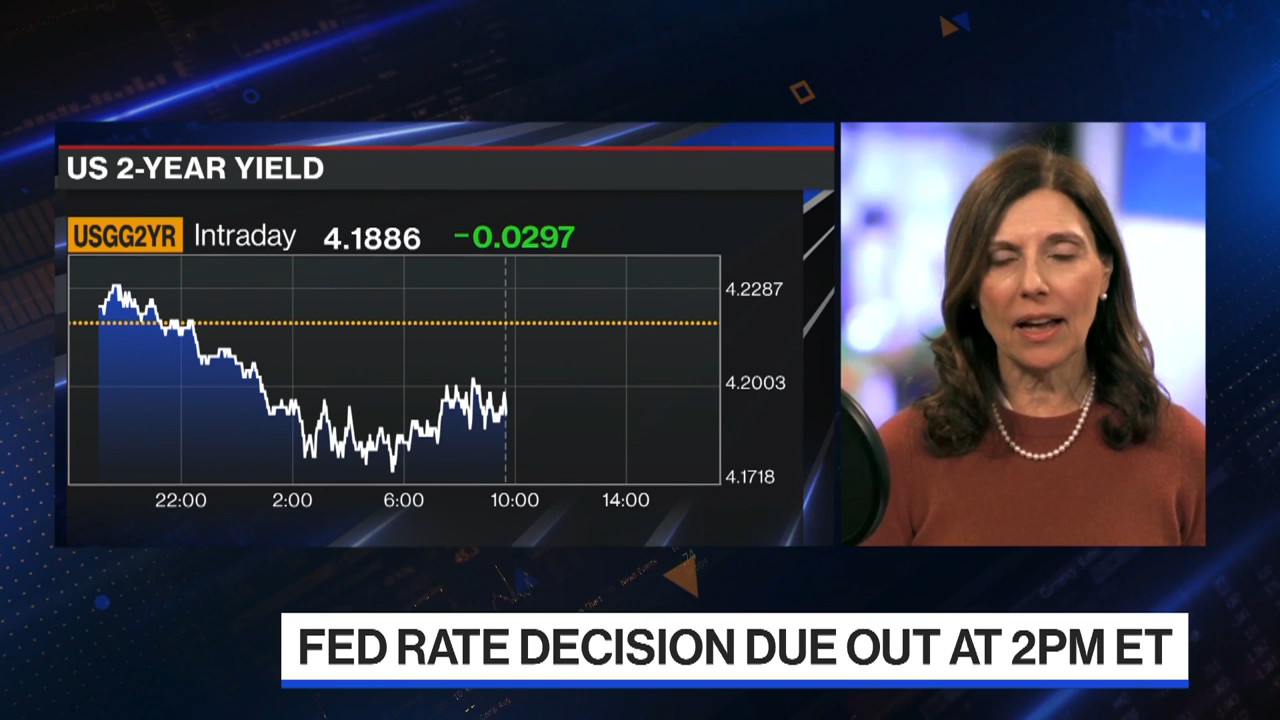 US 2-YEAR YIELD
USGG2YR Intraday 4.1886 -0.0297
4.2287
4.2003
4.1718
22:00 2:00 6:00 10:00 14:00
FED RATE DECISION DUE OUT AT 2PM ET